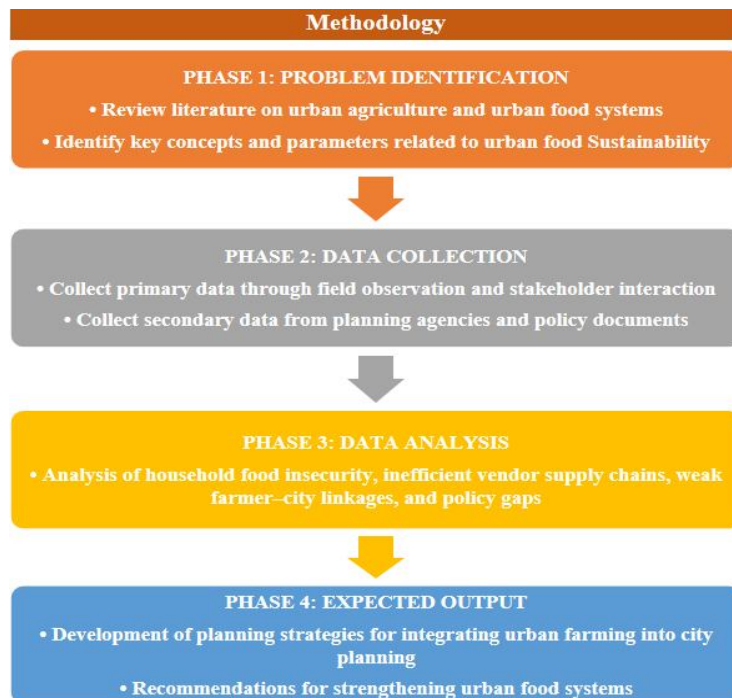 Methodology
PHASE 1: PROBLEM IDENTIFICATION
• Review literature on urban agriculture and urban food systems
• Identify key concepts and parameters related to urban food Sustainability
PHASE 2: DATA COLLECTION
• Collect primary data through field observation and stakeholder interaction
• Collect secondary data from planning agencies and policy documents
PHASE 3: DATA ANALYSIS
• Analysis of household food insecurity, inefficient vendor supply chains, weak
farmer–city linkages, and policy gaps
PHASE 4: EXPECTED OUTPUT
• Development of planning strategies for integrating urban farming into city
planning
• Recommendations for strengthening urban food systems